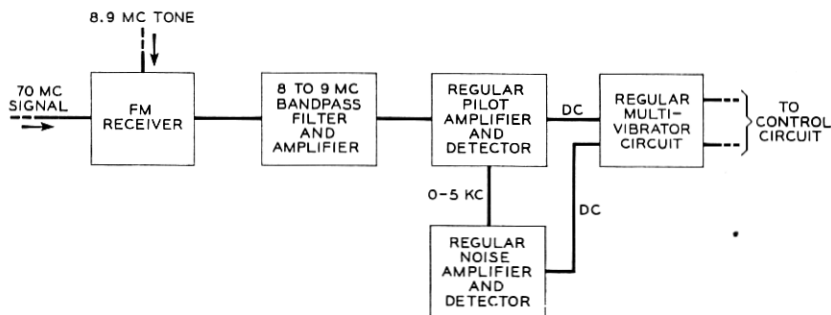 8.9 MC TONE
70 MC
SIGNAL
FM
RECEIVER
8 TO 9 MC
BANDPASS
FILTER
AND
AMPLIFIER
REGULAR
PILOT
AMPLIFIER
AND
DETECTOR
DC
REGULAR
MULTI-
VIBRATOR
CIRCUIT
TO
CONTROL
CIRCUIT
0-5 KC
DC
REGULAR
NOISE
AMPLIFIER
AND
DETECTOR